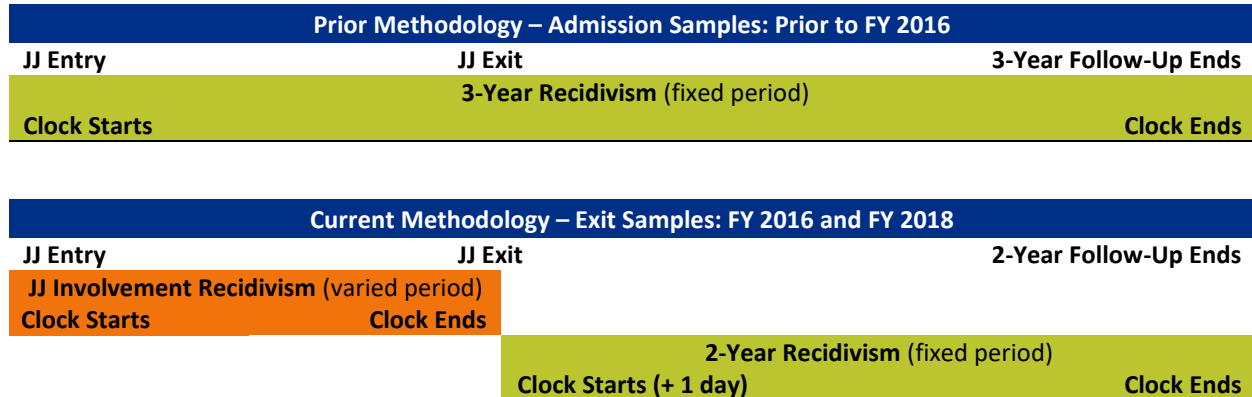 Prior Methodology – Admission Samples: Prior to FY 2016
JJ Entry JJ Exit 3-Year Follow-Up Ends
3-Year Recidivism (fixed period)
Clock Starts Clock Ends
Current Methodology – Exit Samples: FY 2016 and FY 2018
JJ Entry JJ Exit 2-Year Follow-Up Ends
JJ Involvement Recidivism (varied period)
Clock Starts Clock Ends
2-Year Recidivism (fixed period)
Clock Starts (+ 1 day) Clock Ends